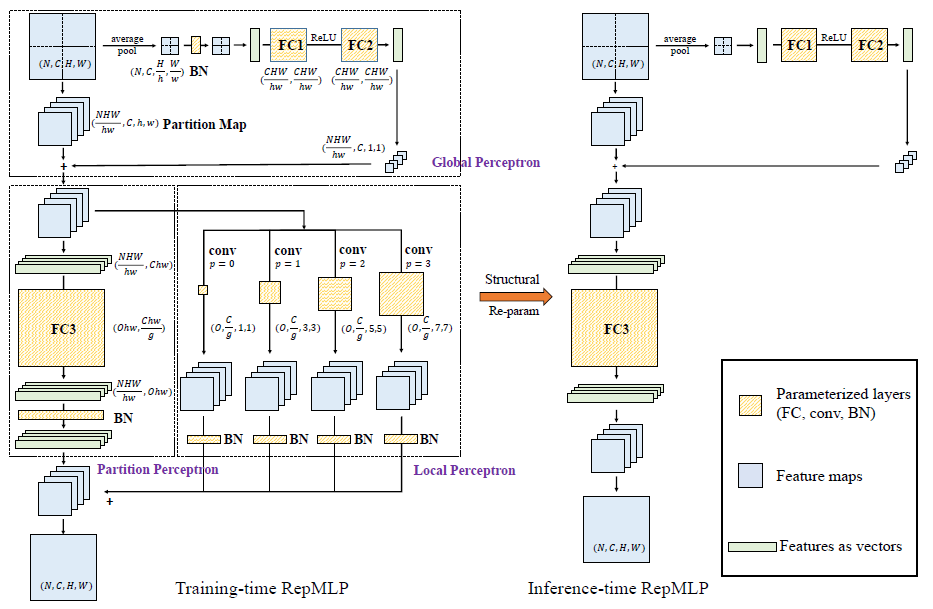 (N, C, H, W)
average
pool
(N, C, H/h, W/w)
BN
FC1
ReLU
FC2
(CHW/hw, CHW/hw)
(CHW/hw, CHW/hw)
(NHW/hw, C, h, w)
Partition Map
(NHW/hw, C, 1,1)
+
Global Perceptron
(NHW/hw, Chw)
FC3
(Ohw, Chw/g)
(NHW/hw, Ohw)
BN
Partition Perceptron
conv
p = 0
conv
p = 1
conv
p = 2
conv
p = 3
(O, C/g, 1,1)
(O, C/g, 3,3)
(O, C/g, 5,5)
(O, C/g, 7,7)
BN
BN
BN
BN
Local Perceptron
+
(N, C, H, W)
Training-time RepMLP
Structural
Re-param
(N, C, H, W)
average
pool
FC1
ReLU
FC2
+
FC3
(N, C, H, W)
Inference-time RepMLP
Parameterized layers
(FC, conv, BN)
Feature maps
Features as vectors